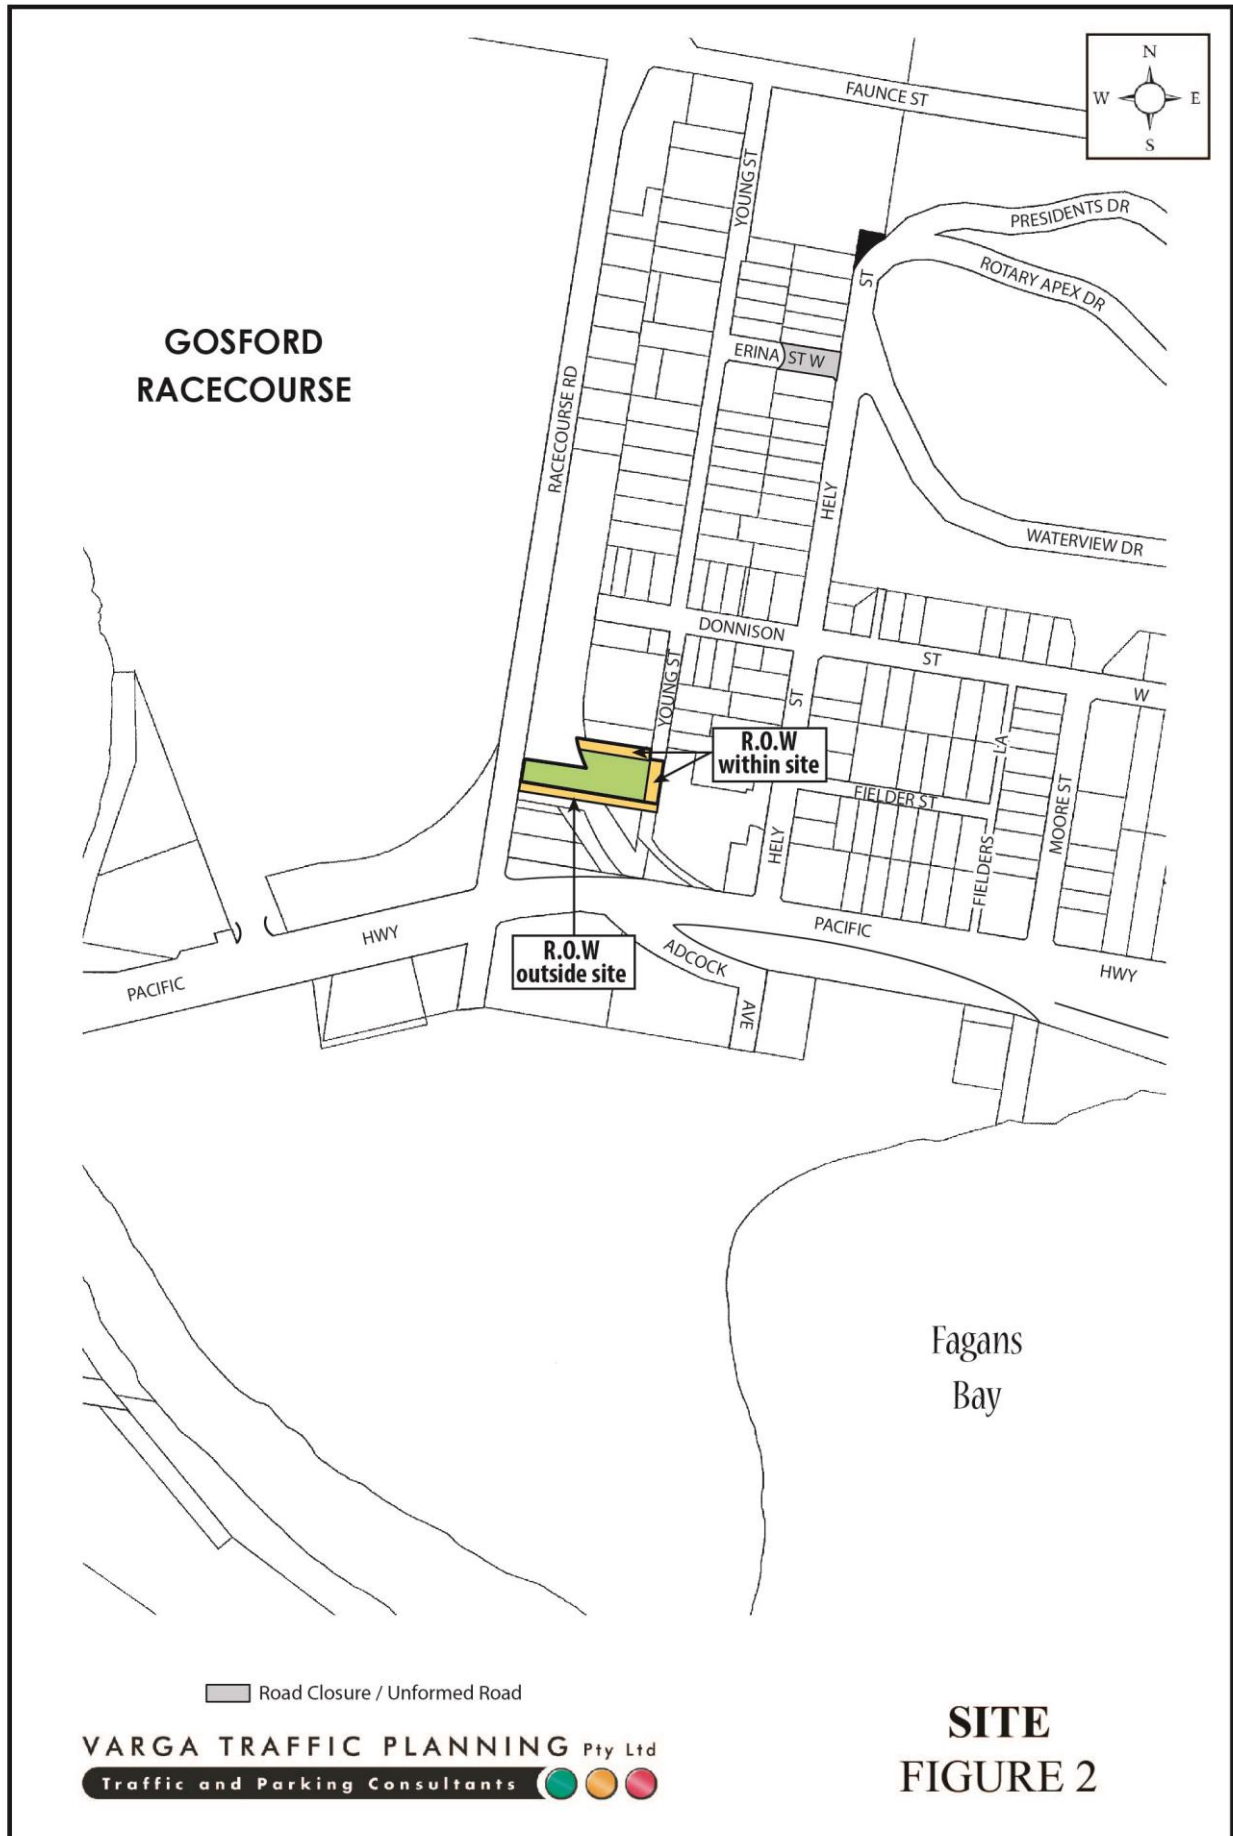 N
W E
S
FAUNCE ST
YOUNG ST
PRESIDENTS DR
ROTARY APEX DR
ST
GOSFORD
RACECOURSE
ERINA ST W
RACECOURSE RD
HELY
WATERVIEW DR
DONNISON
ST
W
YOUNG ST
ST
R.O.W
within site
LA
FIELDER ST
MOORE ST
HELY
FIELDERS
PACIFIC
HWY
HWY
PACIFIC
R.O.W
outside site
ADCOCK
AVE
Fagans
Bay
Road Closure / Unformed Road
VARGA TRAFFIC PLANNING Pty Ltd
Traffic and Parking Consultants
SITE
FIGURE 2